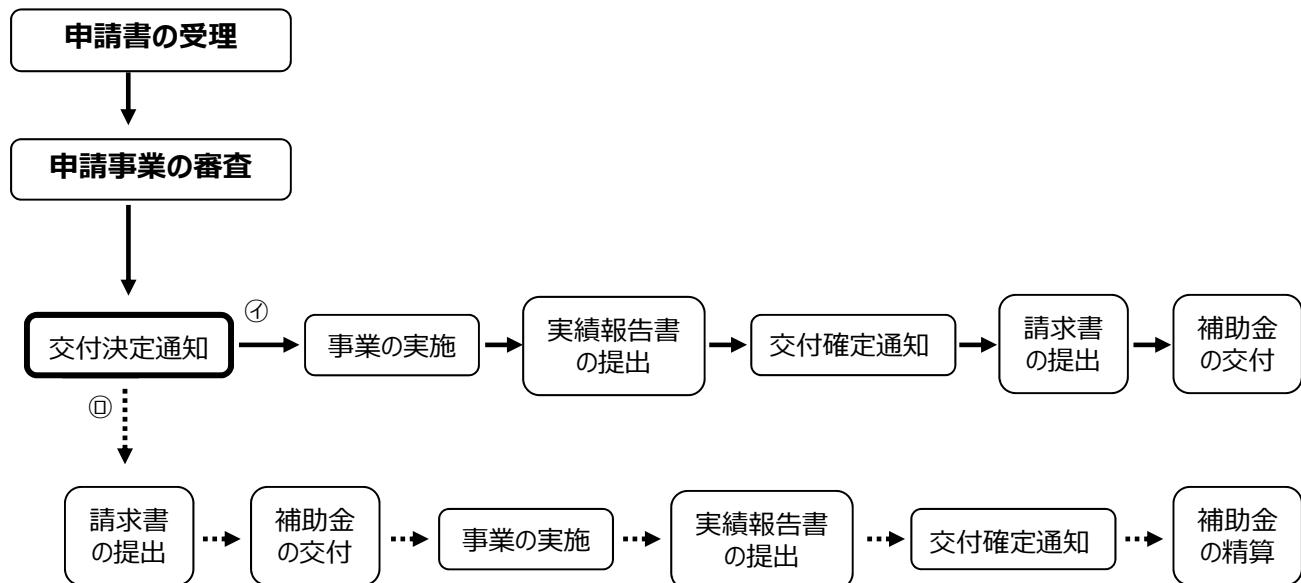 申請書の受理
申請事業の審査
交付決定通知
㋑
事業の実施
実績報告書
の提出
交付確定通知
請求書
の提出
補助金
の交付
㋺
請求書
の提出
補助金
の交付
事業の実施
実績報告書
の提出
交付確定通知
補助金
の精算